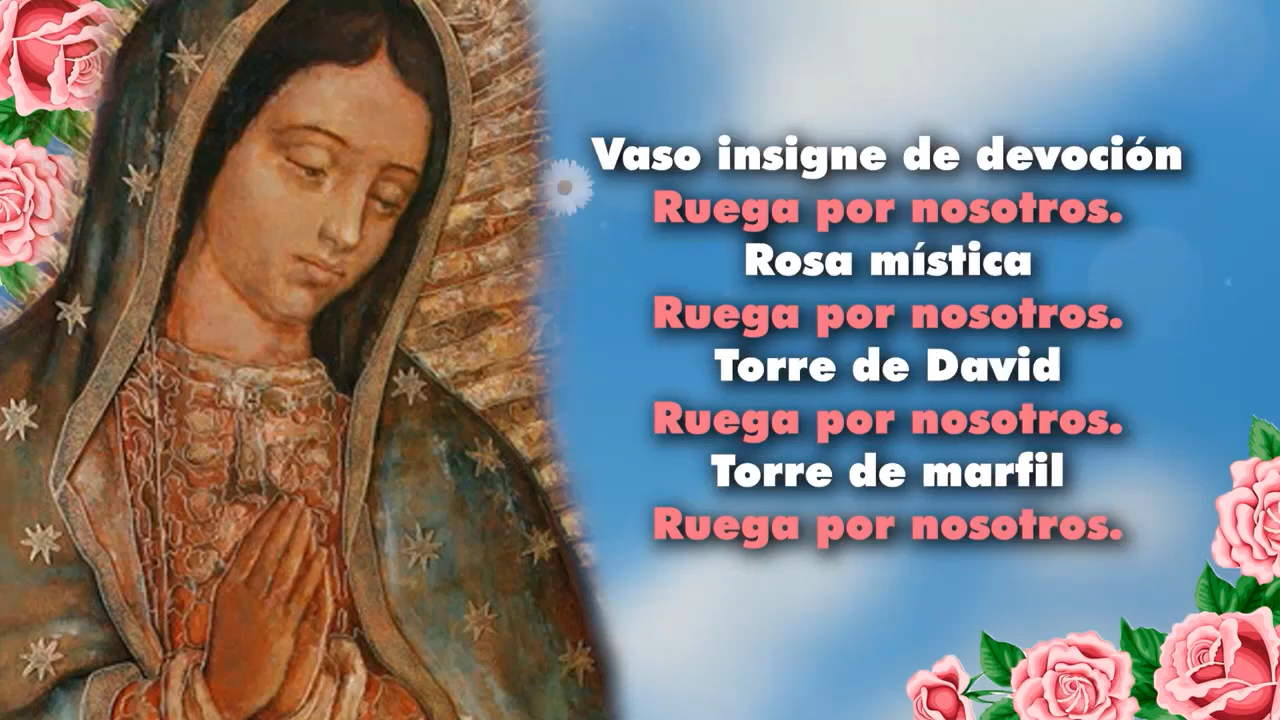 Vaso insigne de devoción
Ruega por nosotros.
Rosa mística
Ruega por nosotros.
Torre de David
Ruega por nosotros.
Torre de marfil
Ruega por nosotros.